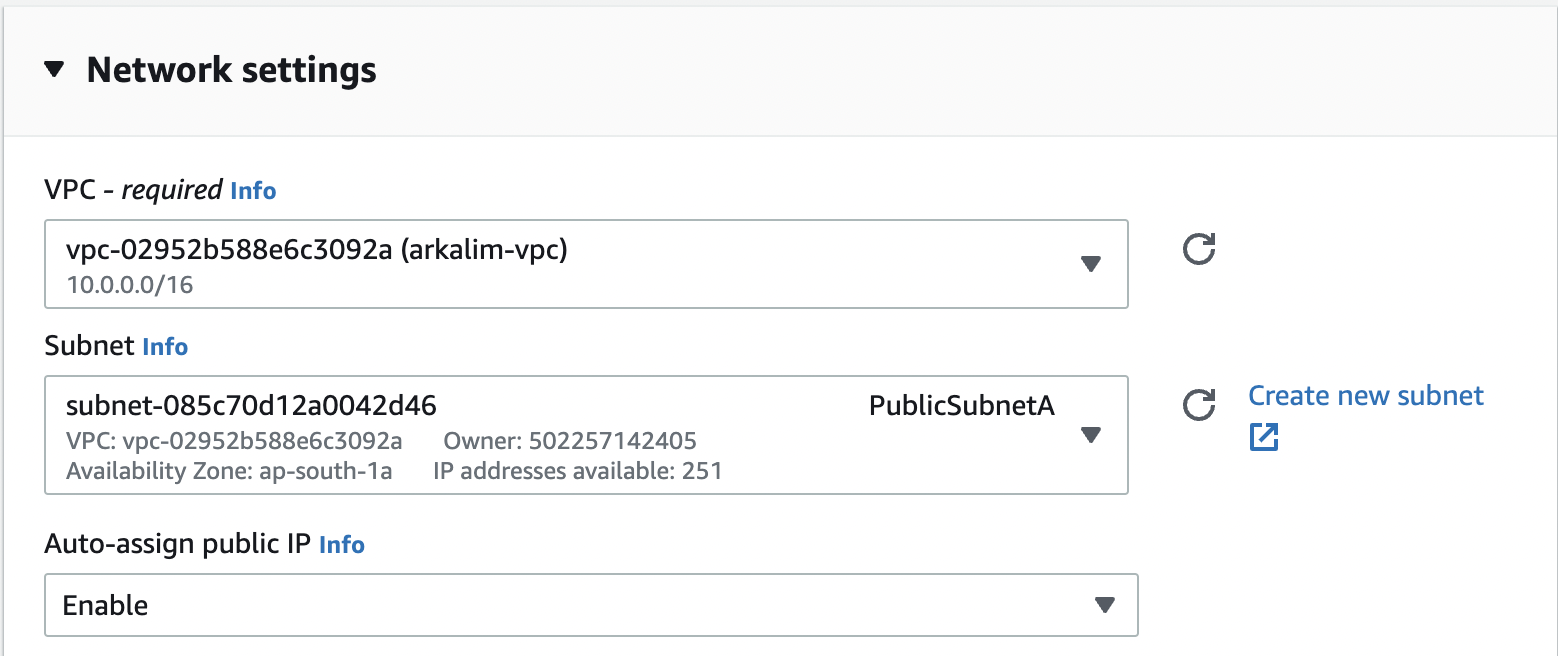 Network settings
VPC - required Info
vpc-02952b588e6c3092a (arkalim-vpc)
10.0.0.0/16
Subnet Info
subnet-085c70d12a0042d46 PublicSubnetA
VPC: vpc-02952b588e6c3092a Owner: 502257142405
Availability Zone: ap-south-1a IP addresses available: 251
Create new subnet
Auto-assign public IP Info
Enable